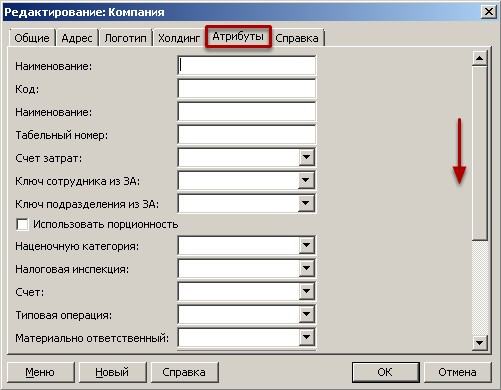 Редактирование: Компания
Общие Адрес Логотип Холдинг Атрибуты Справка
Наименование:
Код:
Наименование:
Табельный номер:
Счет затрат:
Ключ сотрудника из ЗА:
Ключ подразделения из ЗА:
Использовать порционность
Наценочную категория:
Налоговая инспекция:
Счет:
Типовая операция:
Материально ответственный:
Меню Новый Справка ОК Отмена